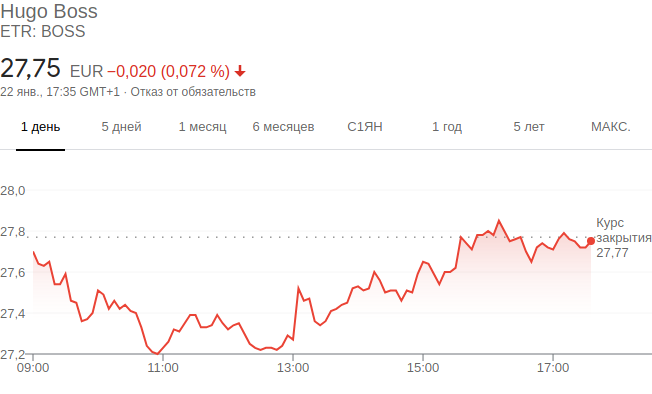 Hugo Boss
ETR: BOSS
27,75 EUR −0,020 (0,072 %)
22 янв., 17:35 GMT+1 · Отказ от обязательств
1 день 5 дней 1 месяц 6 месяцев С1ЯН 1 год 5 лет МАКС.
28,0
27,8
27,6
27,4
27,2
Курс
закрытия
27,77
09:00 11:00 13:00 15:00 17:00